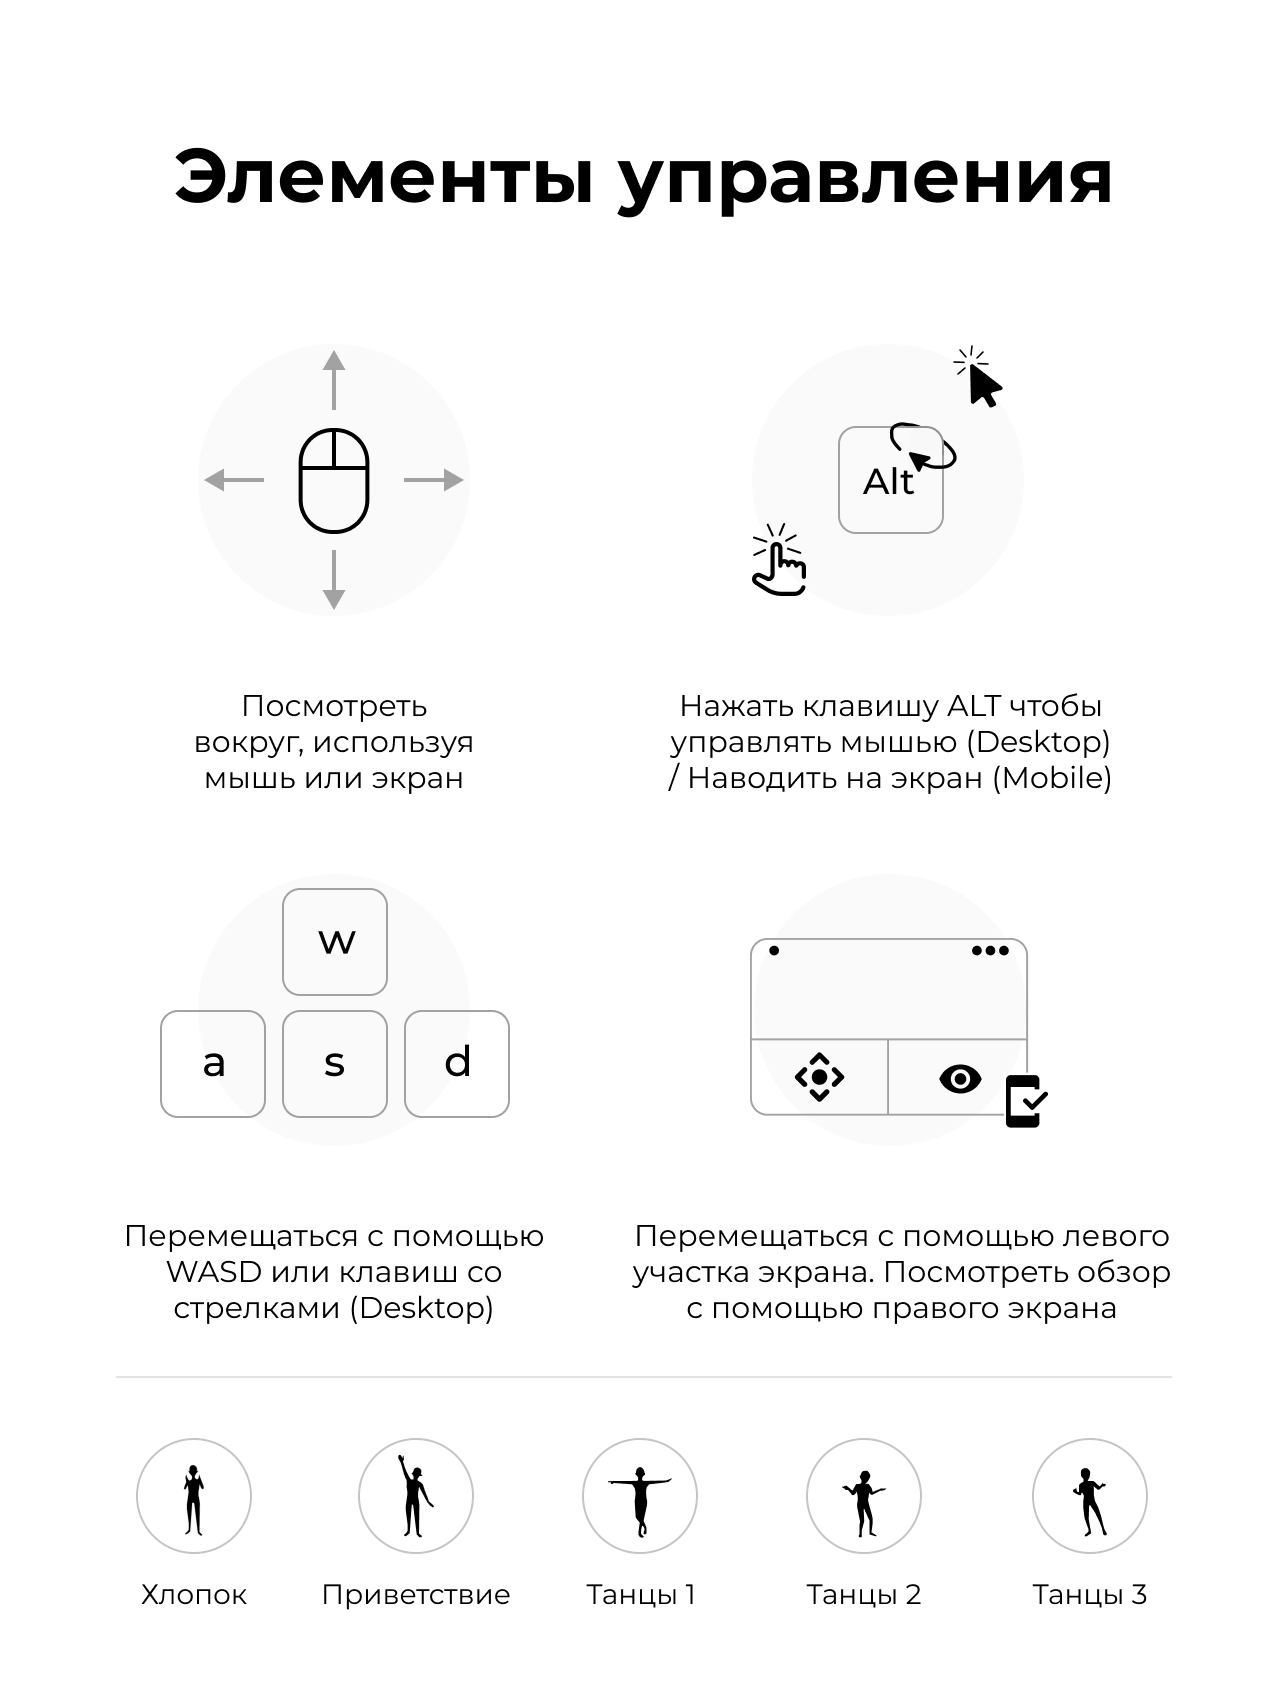 Элементы управления
Alt
Посмотреть
вокруг, используя
мышь или экран
Нажать клавишу ALT чтобы
управлять мышью (Desktop)
/ Наводить на экран (Mobile)
w
a
s
d
Перемещаться с помощью
WASD или клавиш со
стрелками (Desktop)
Перемещаться с помощью левого
участка экрана. Посмотреть обзор
с помощью правого экрана
Хлопок
Приветствие
Танцы 1
Танцы 2
Танцы 3